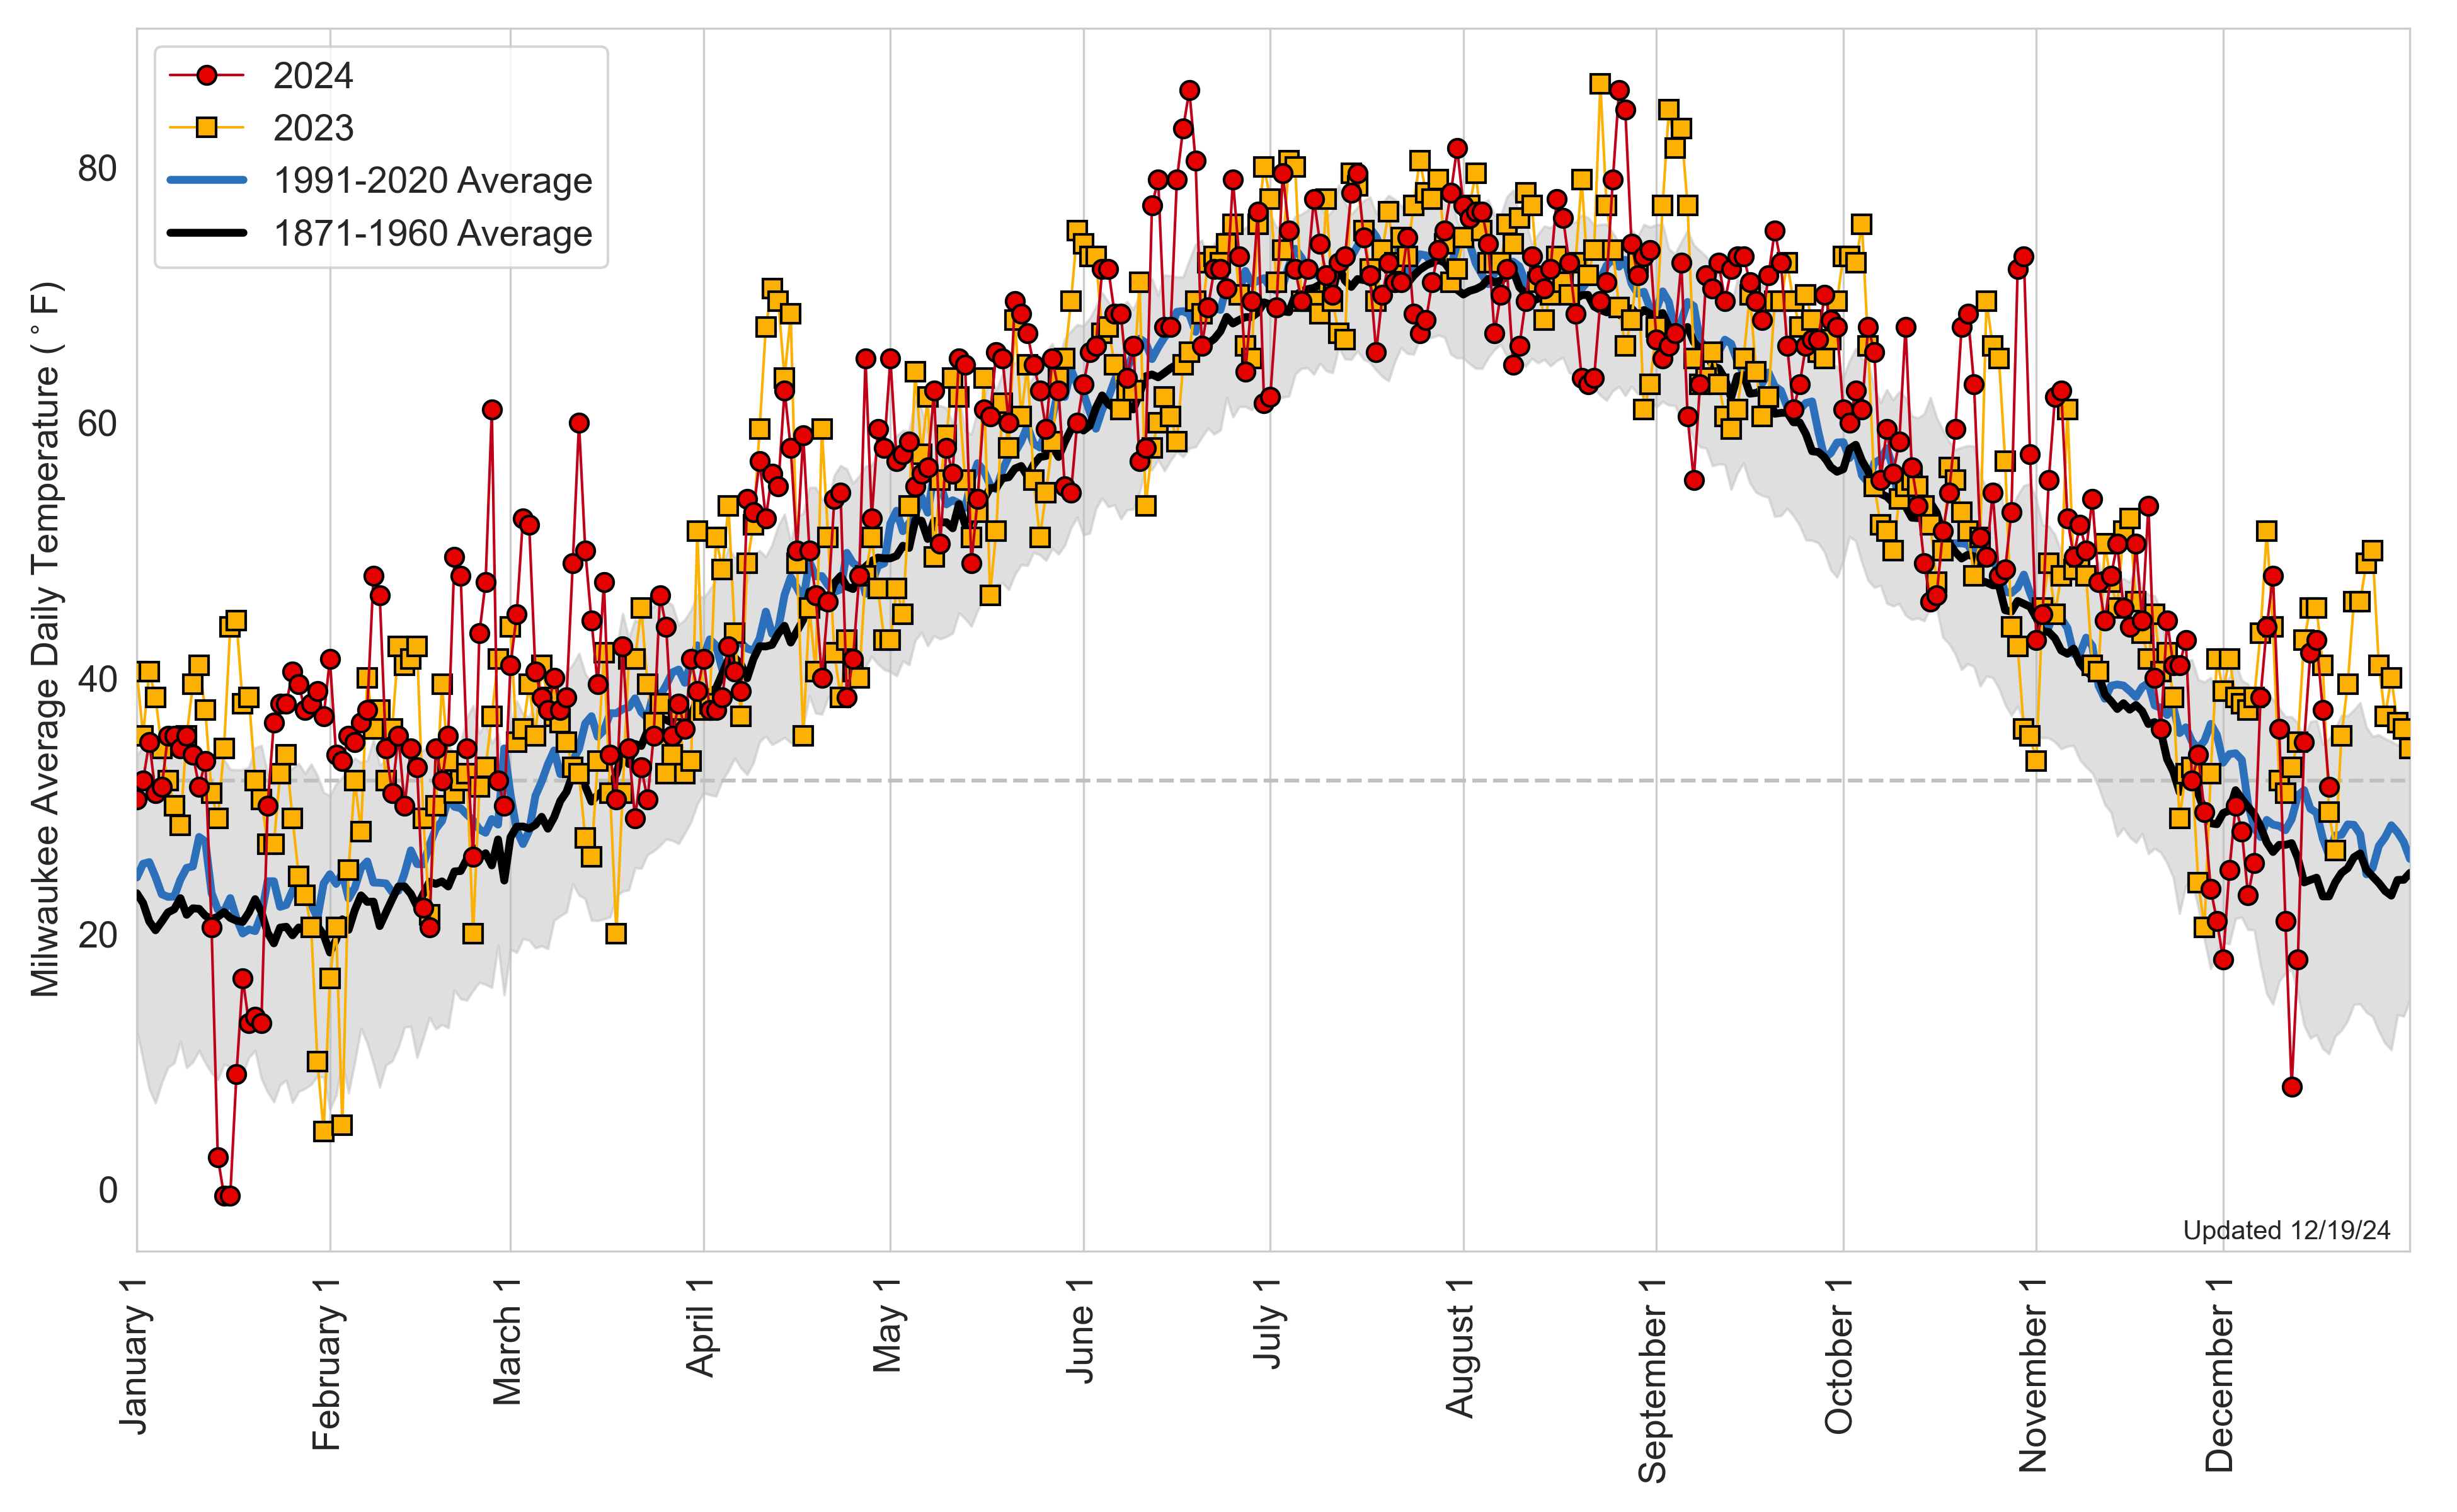 2024
2023
1991-2020 Average
1871-1960 Average
Milwaukee Average Daily Temperature (°F)
80
60
40
20
0
Updated 12/19/24
January 1
February 1
March 1
April 1
May 1
June 1
July 1
August 1
September 1
October 1
November 1
December 1